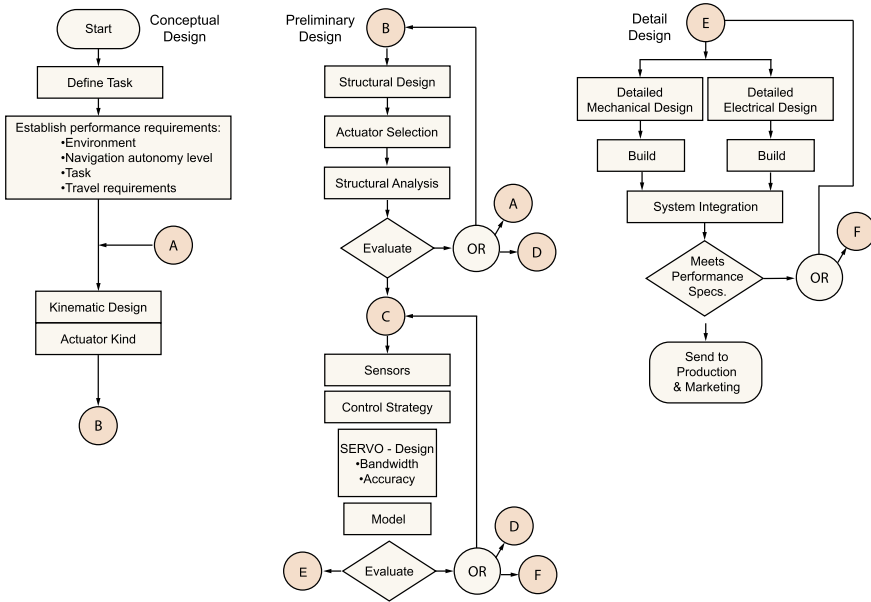 Start
Conceptual
Design
Define Task
Establish performance requirements:
•Environment
•Navigation autonomy level
•Task
•Travel requirements
A
Kinematic Design
Actuator Kind
B
Preliminary
Design
B
Structural Design
Actuator Selection
Structural Analysis
Evaluate
OR
A
D
C
Sensors
Control Strategy
SERVO - Design
•Bandwidth
•Accuracy
Model
Evaluate
E
OR
D
F
Detail
Design
E
Detailed
Mechanical Design
Detailed
Electrical Design
Build
Build
System Integration
Meets
Performance
Specs.
OR
F
Send to
Production
& Marketing